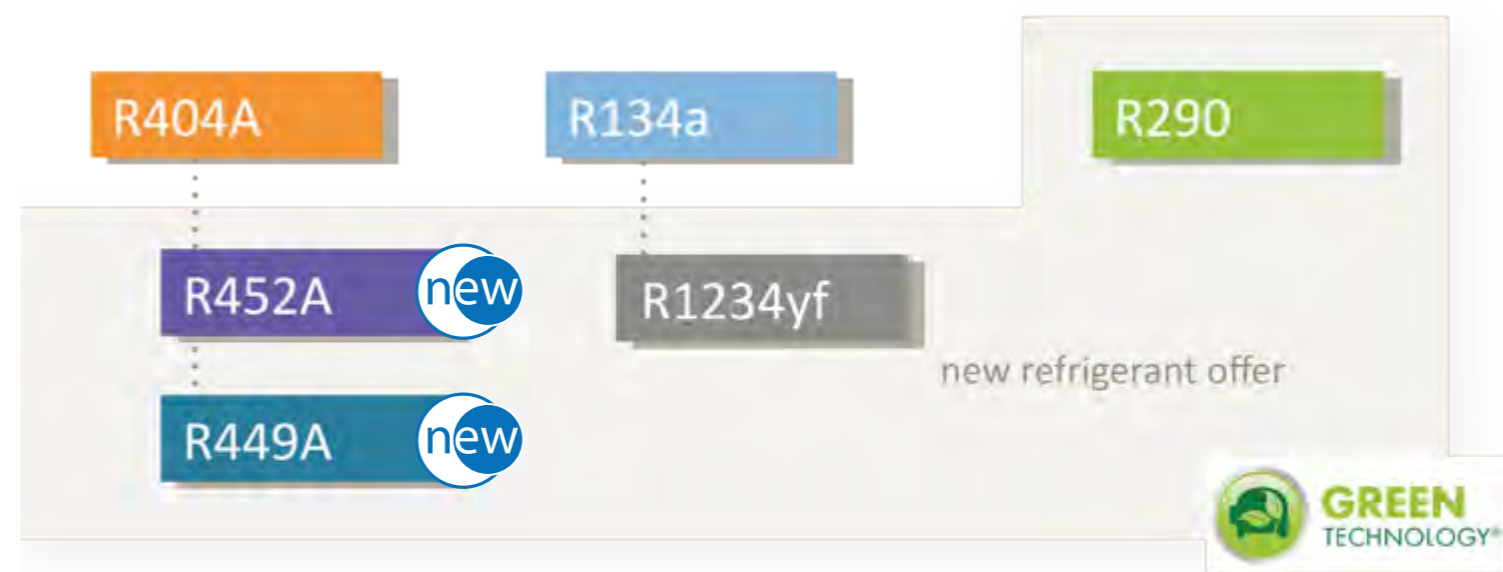 R404A
R134a
R290
R452A
new
R1234yf
new refrigerant offer
R449A
new
GREEN
TECHNOLOGY®